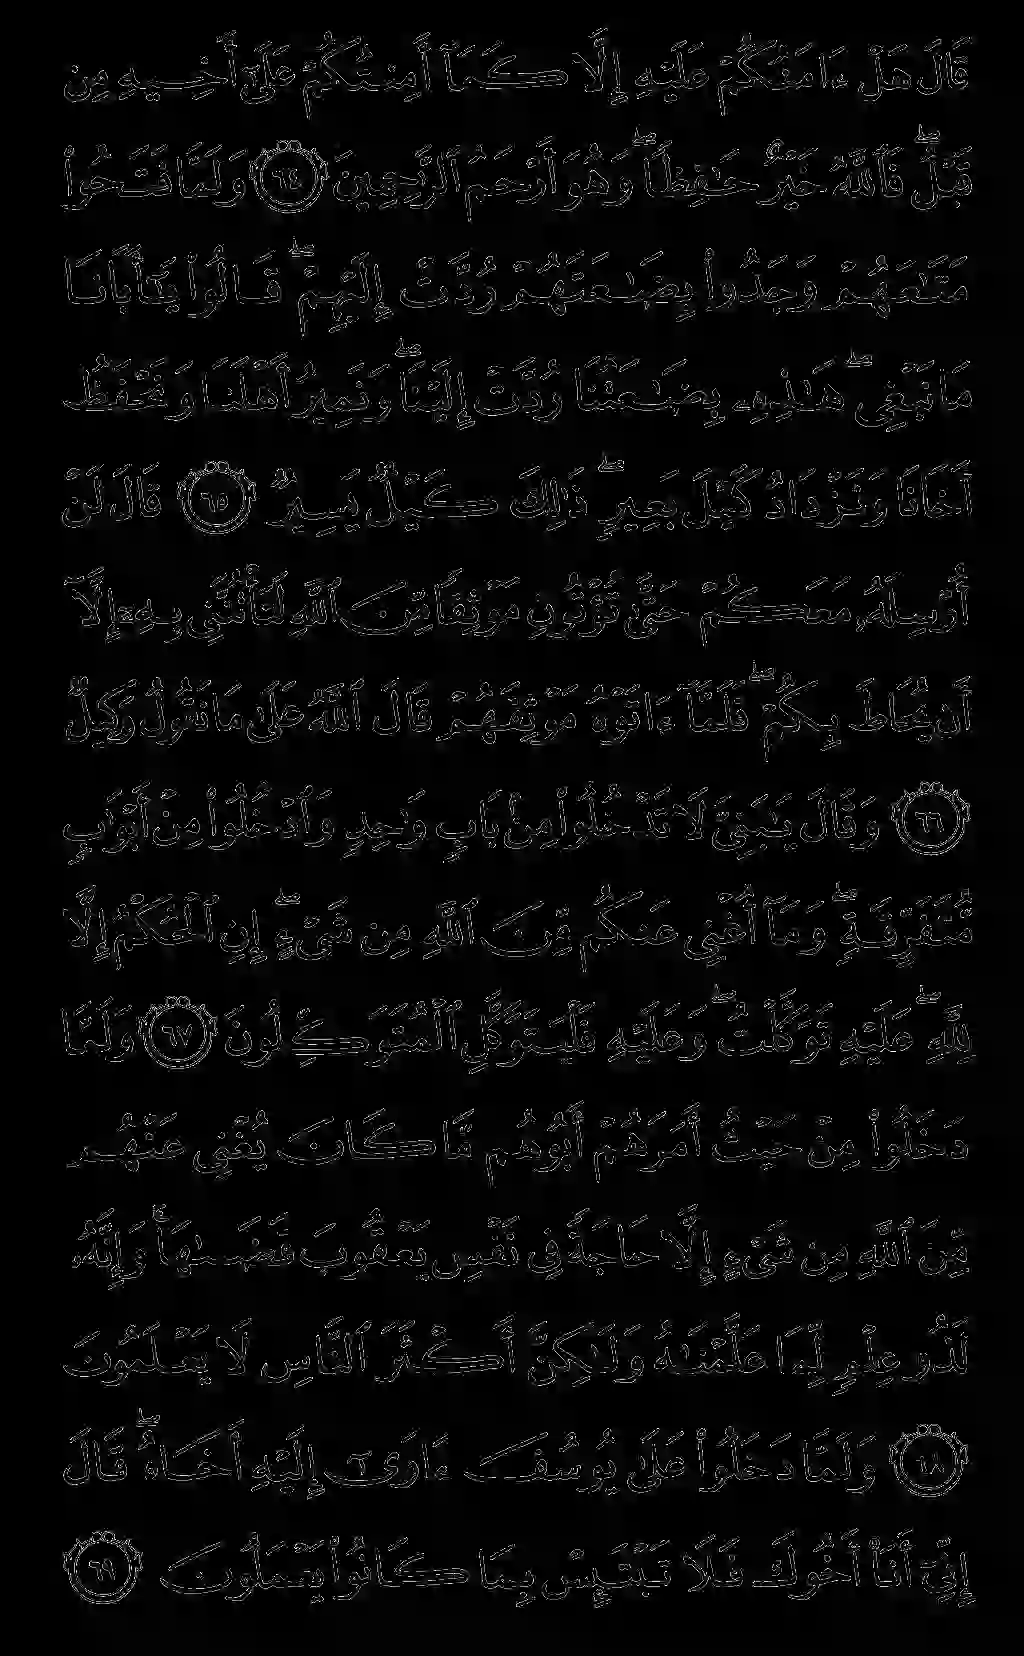 قَالَ هَلْ ءَامَنُكُمْ عَلَيْهِ إِلَّا كَمَآ أَمِنتُكُمْ عَلَىٰٓ أَخِيهِ مِن
قَبْلُ ۖ فَٱللَّهُ خَيْرٌ حَـٰفِظًا ۖ وَهُوَ أَرْحَمُ ٱلرَّٰحِمِينَ ٦٤ وَلَمَّا فَتَحُوا۟
مَتَـٰعَهُمْ وَجَدُوا۟ بِضَـٰعَتَهُمْ رُدَّتْ إِلَيْهِمْ ۖ قَالُوا۟ يَـٰٓأَبَانَا
مَا نَبْغِى ۖ هَـٰذِهِۦ بِضَـٰعَتُنَا رُدَّتْ إِلَيْنَا ۖ وَنَمِيرُ أَهْلَنَا وَنَحْفَظُ
أَخَانَا وَنَزْدَادُ كَيْلَ بَعِيرٍ ۖ ذَٰلِكَ كَيْلٌ يَسِيرٌ ٦٥ قَالَ لَنْ
أُرْسِلَهُۥ مَعَكُمْ حَتَّىٰ تُؤْتُونِ مَوْثِقًا مِّنَ ٱللَّهِ لَتَأْتُنَّنِى بِهِۦٓ إِلَّآ
أَن يُحَاطَ بِكُمْ ۖ فَلَمَّآ ءَاتَوْهُ مَوْثِقَهُمْ قَالَ ٱللَّهُ عَلَىٰ مَا نَقُولُ وَكِيلٌ
٦٦ وَقَالَ يَـٰبَنِىَّ لَا تَدْخُلُوا۟ مِنۢ بَابٍ وَٰحِدٍ وَٱدْخُلُوا۟ مِنْ أَبْوَٰبٍ
مُّتَفَرِّقَةٍ ۖ وَمَآ أُغْنِى عَنكُم مِّنَ ٱللَّهِ مِن شَىْءٍ ۖ إِنِ ٱلْحُكْمُ إِلَّا
لِلَّهِ ۖ عَلَيْهِ تَوَكَّلْتُ ۖ وَعَلَيْهِ فَلْيَتَوَكَّلِ ٱلْمُتَوَكِّلُونَ ٦٧ وَلَمَّا
دَخَلُوا۟ مِنْ حَيْثُ أَمَرَهُمْ أَبُوهُم مَّا كَانَ يُغْنِى عَنْهُم
مِّنَ ٱللَّهِ مِن شَىْءٍ إِلَّا حَاجَةً فِى نَفْسِ يَعْقُوبَ قَضَىٰهَا ۚ وَإِنَّهُۥ
لَذُو عِلْمٍ لِّمَا عَلَّمْنَـٰهُ وَلَـٰكِنَّ أَكْثَرَ ٱلنَّاسِ لَا يَعْلَمُونَ
٦٨ وَلَمَّا دَخَلُوا۟ عَلَىٰ يُوسُفَ ءَاوَىٰٓ إِلَيْهِ أَخَاهُ ۖ قَالَ
إِنِّىٓ أَنَا۠ أَخُوكَ فَلَا تَبْتَئِسْ بِمَا كَانُوا۟ يَعْمَلُونَ ٦٩